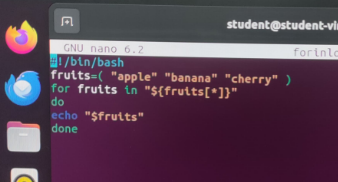 student@student-vi
GNU nano 6.2
forinlo
#!/bin/bash
fruits=( "apple" "banana" "cherry" )
for fruits in "${fruits[*]}"
do
echo "$fruits"
done